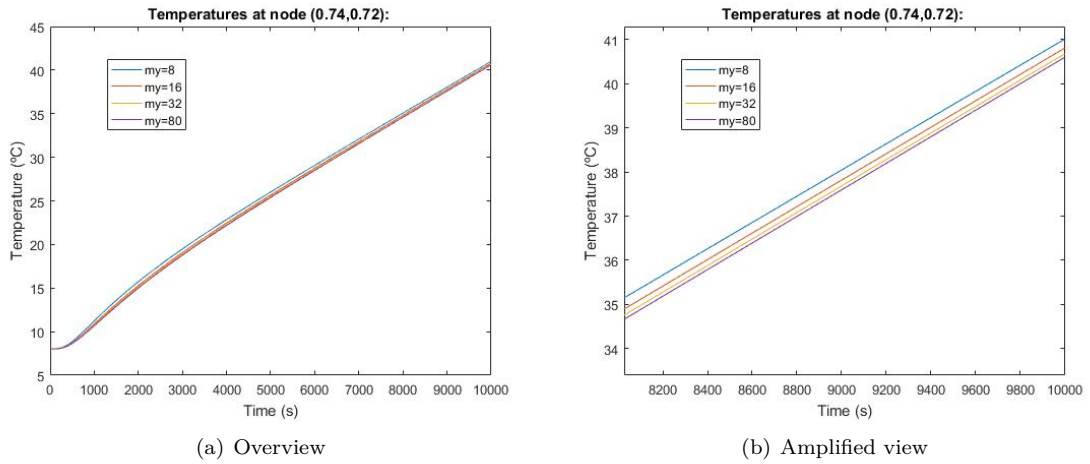 Temperatures at node (0.74,0.72):
45
40
35
30
25
20
15
10
5
my=8
my=16
my=32
my=80
Temperature (ºC)
0 1000 2000 3000 4000 5000 6000 7000 8000 9000 10000
Time (s)
(a) Overview
Temperatures at node (0.74,0.72):
41
40
39
38
37
36
35
34
my=8
my=16
my=32
my=80
Temperature (ºC)
8200 8400 8600 8800 9000 9200 9400 9600 9800 10000
Time (s)
(b) Amplified view